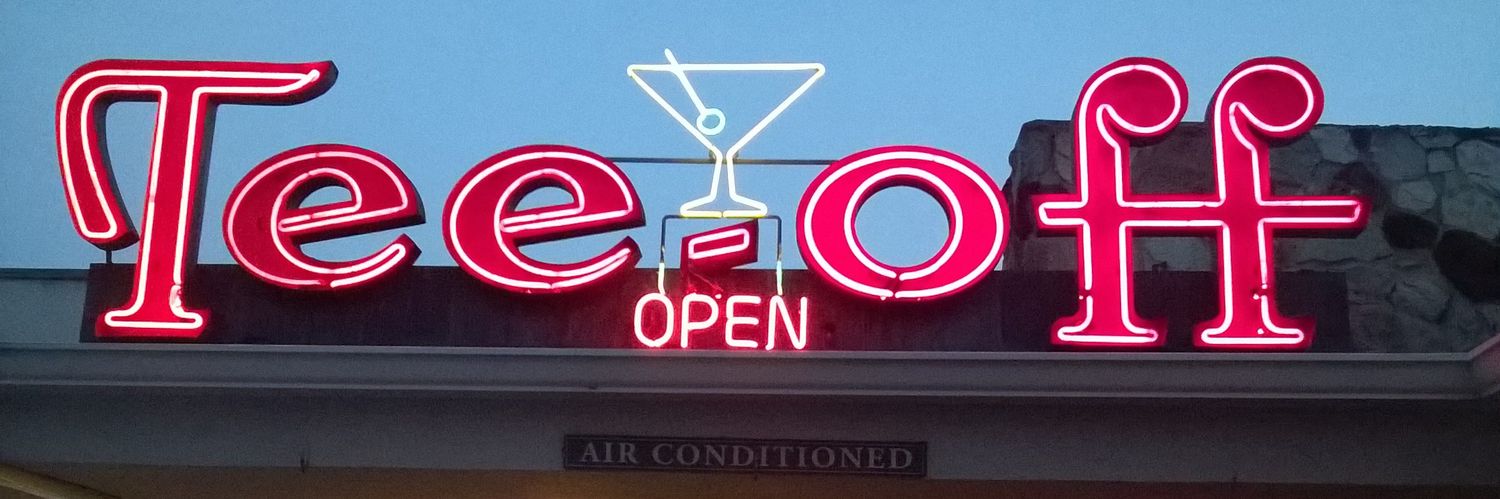 Tee-off
OPEN
AIR CONDITIONED